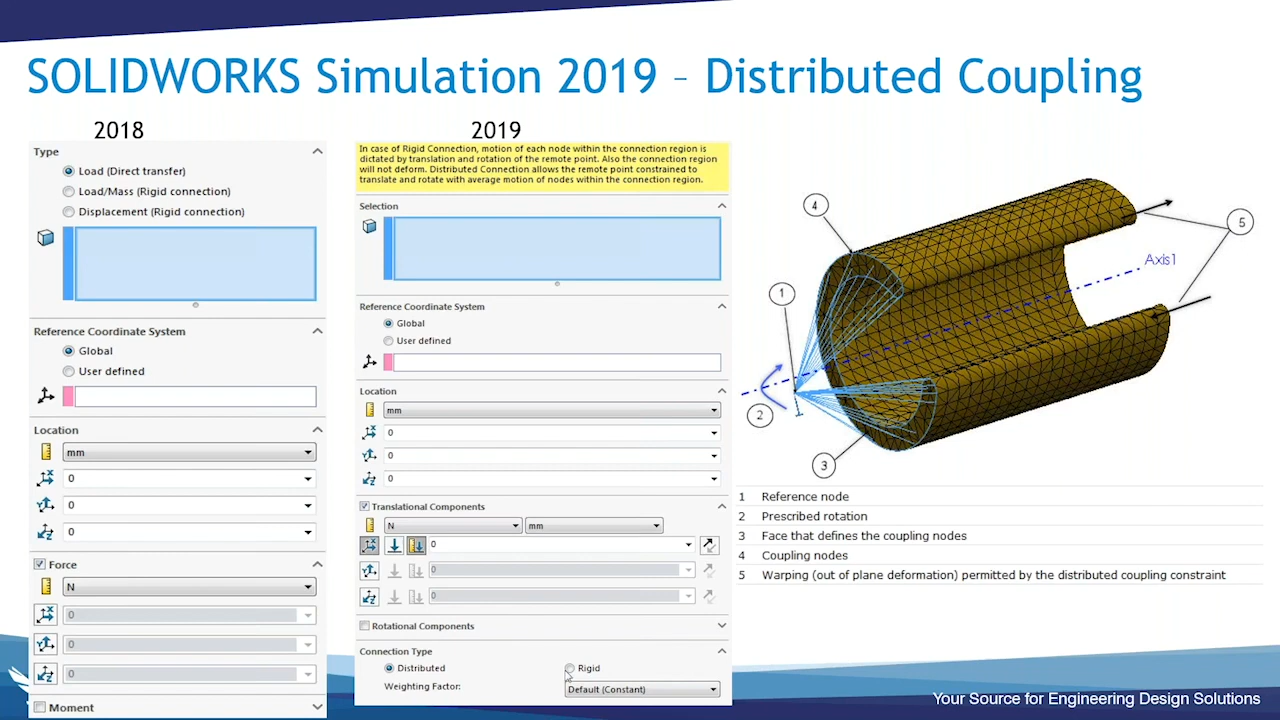 SOLIDWORKS Simulation 2019 – Distributed Coupling
2018
Type
Load (Direct transfer)
Load/Mass (Rigid connection)
Displacement (Rigid connection)
Reference Coordinate System
Global
User defined
Location
mm
0
0
0
Force
N
0
0
0
Moment
2019
In case of Rigid Connection, motion of each node within the connection region is
dictated by translation and rotation of the remote point. Also the connection region
will not deform. Distributed Connection allows the remote point constrained to
translate and rotate with average motion of nodes within the connection region.
Selection
Reference Coordinate System
Global
User defined
Location
mm
0
0
0
Translational Components
N mm
0
0
0
Rotational Components
Connection Type
Distributed Rigid
Weighting Factor: Default (Constant)
4
5
Axis1
1
2
3
1 Reference node
2 Prescribed rotation
3 Face that defines the coupling nodes
4 Coupling nodes
5 Warping (out of plane deformation) permitted by the distributed coupling constraint
Your Source for Engineering Design Solutions